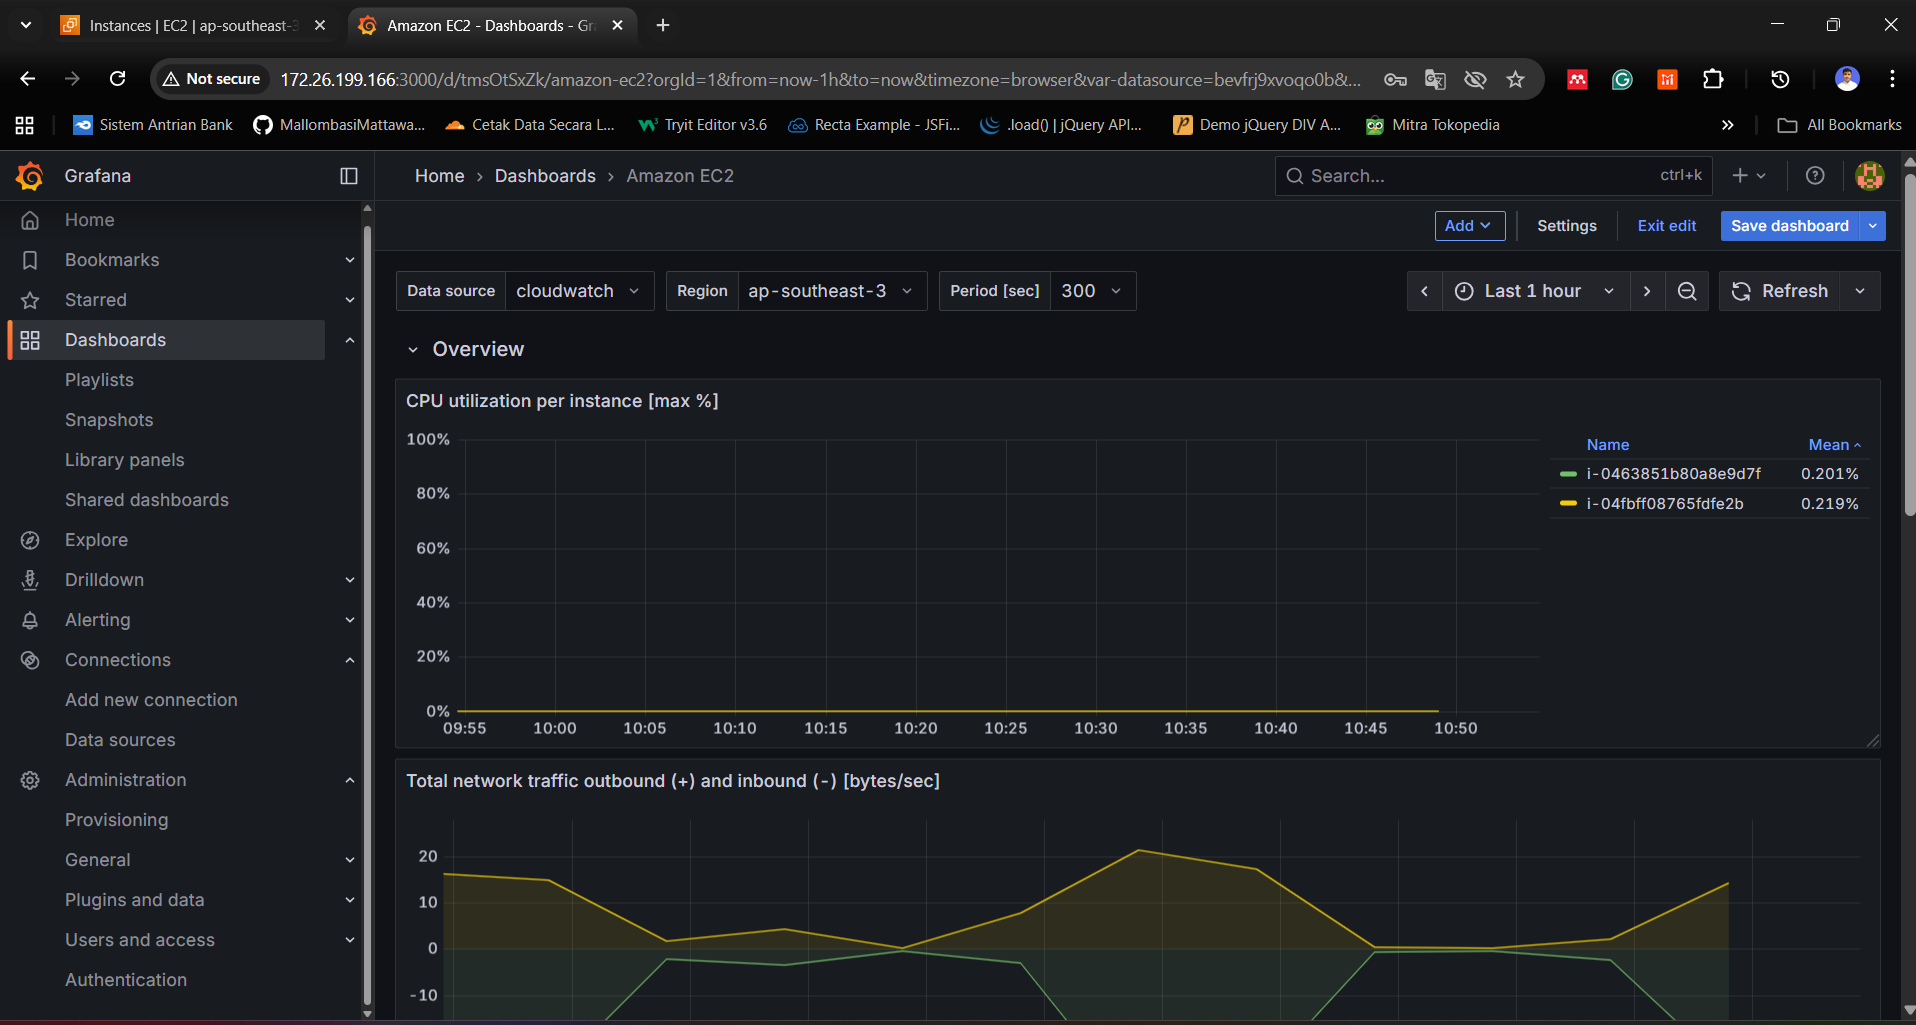 Instances | EC2 | ap-southeast-3
Amazon EC2 - Dashboards - Gr
Not secure
172.26.199.166:3000/d/tmsOtSxZk/amazon-ec2?orgId=1&from=now-1h&to=now&timezone=browser&var-datasource=bevfrj9xvoqo0b&...
Sistem Antrian Bank
MallombasiMattawa...
Cetak Data Secara L...
Tryit Editor v3.6
Recta Example - JSFi...
.load() | jQuery API...
Demo jQuery DIV A...
Mitra Tokopedia
All Bookmarks
Grafana
Home › Dashboards › Amazon EC2
Search...
ctrl+k
Home
Bookmarks
Starred
Dashboards
Playlists
Snapshots
Library panels
Shared dashboards
Explore
Drilldown
Alerting
Connections
Add new connection
Data sources
Administration
Provisioning
General
Plugins and data
Users and access
Authentication
Add
Settings
Exit edit
Save dashboard
Data source cloudwatch
Region ap-southeast-3
Period [sec] 300
Last 1 hour
Refresh
Overview
CPU utilization per instance [max %]
100%
80%
60%
40%
20%
0%
09:55 10:00 10:05 10:10 10:15 10:20 10:25 10:30 10:35 10:40 10:45 10:50
Name Mean
i-0463851b80a8e9d7f 0.201%
i-04fbff08765fdfe2b 0.219%
Total network traffic outbound (+) and inbound (-) [bytes/sec]
20
10
0
-10